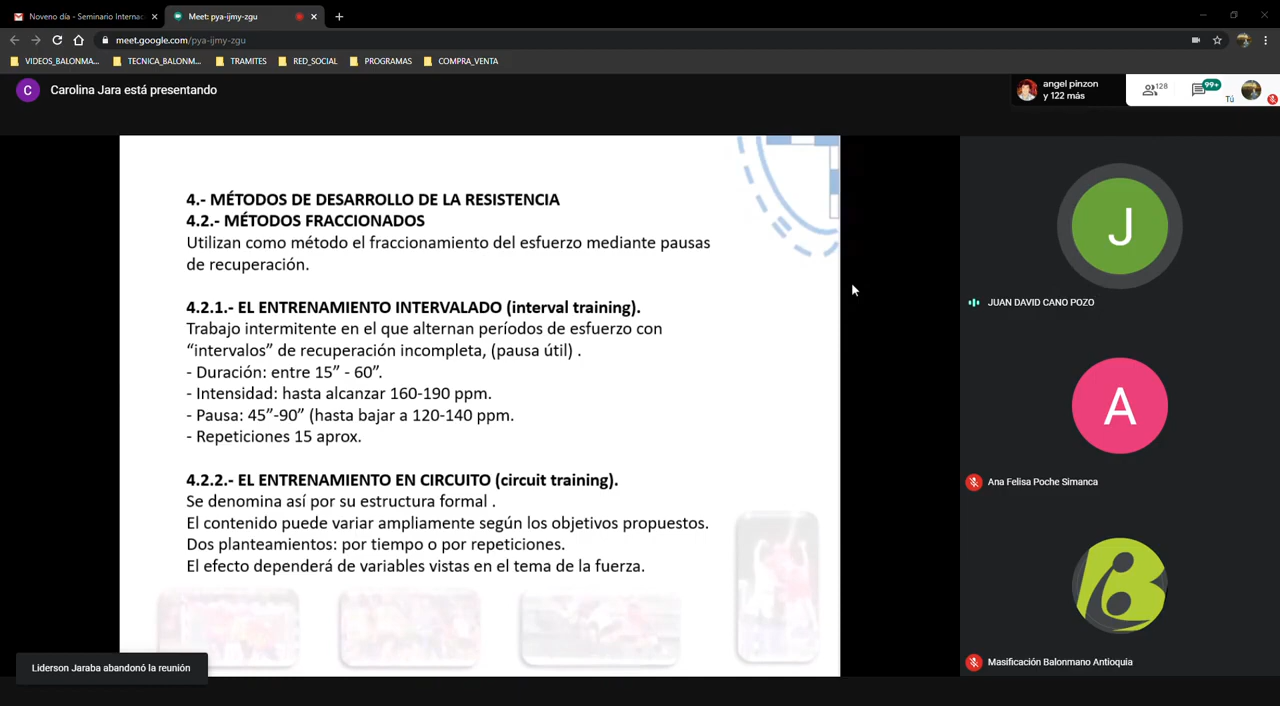 Noveno día - Seminario Internac
Meet: pya-ijmy-zgu
meet.google.com/pya-ijmy-zgu
VIDEOS_BALONMA...
TECNICA_BALONM...
TRAMITES
RED_SOCIAL
PROGRAMAS
COMPRA_VENTA
C
Carolina Jara está presentando
angel pinzon
y 122 más
128
99+
Tú
4.- MÉTODOS DE DESARROLLO DE LA RESISTENCIA
4.2.- MÉTODOS FRACCIONADOS
Utilizan como método el fraccionamiento del esfuerzo mediante pausas
de recuperación.
4.2.1.- EL ENTRENAMIENTO INTERVALADO (interval training).
Trabajo intermitente en el que alternan períodos de esfuerzo con
“intervalos” de recuperación incompleta, (pausa útil) .
- Duración: entre 15” - 60”.
- Intensidad: hasta alcanzar 160-190 ppm.
- Pausa: 45”-90” (hasta bajar a 120-140 ppm.
- Repeticiones 15 aprox.
4.2.2.- EL ENTRENAMIENTO EN CIRCUITO (circuit training).
Se denomina así por su estructura formal .
El contenido puede variar ampliamente según los objetivos propuestos.
Dos planteamientos: por tiempo o por repeticiones.
El efecto dependerá de variables vistas en el tema de la fuerza.
J
JUAN DAVID CANO POZO
A
Ana Felisa Poche Simanca
Masificación Balonmano Antioquia
Liderson Jaraba abandonó la reunión